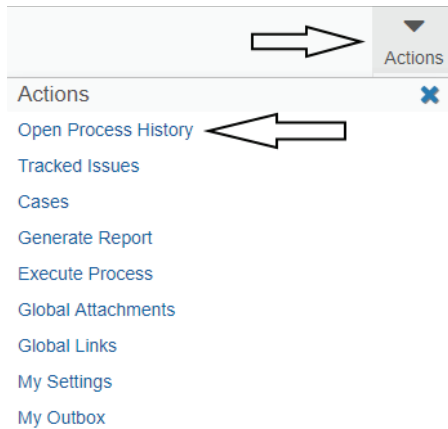 Actions
Actions
Open Process History
Tracked Issues
Cases
Generate Report
Execute Process
Global Attachments
Global Links
My Settings
My Outbox